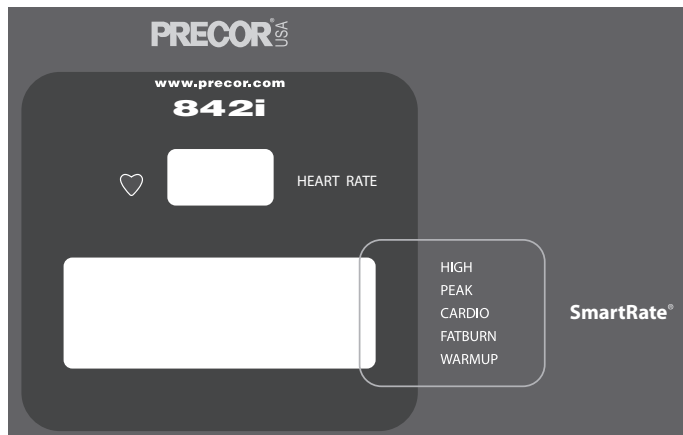 PRECOR® USA
www.precor.com
842i
HEART RATE
HIGH
PEAK
CARDIO
FATBURN
WARMUP
SmartRate®